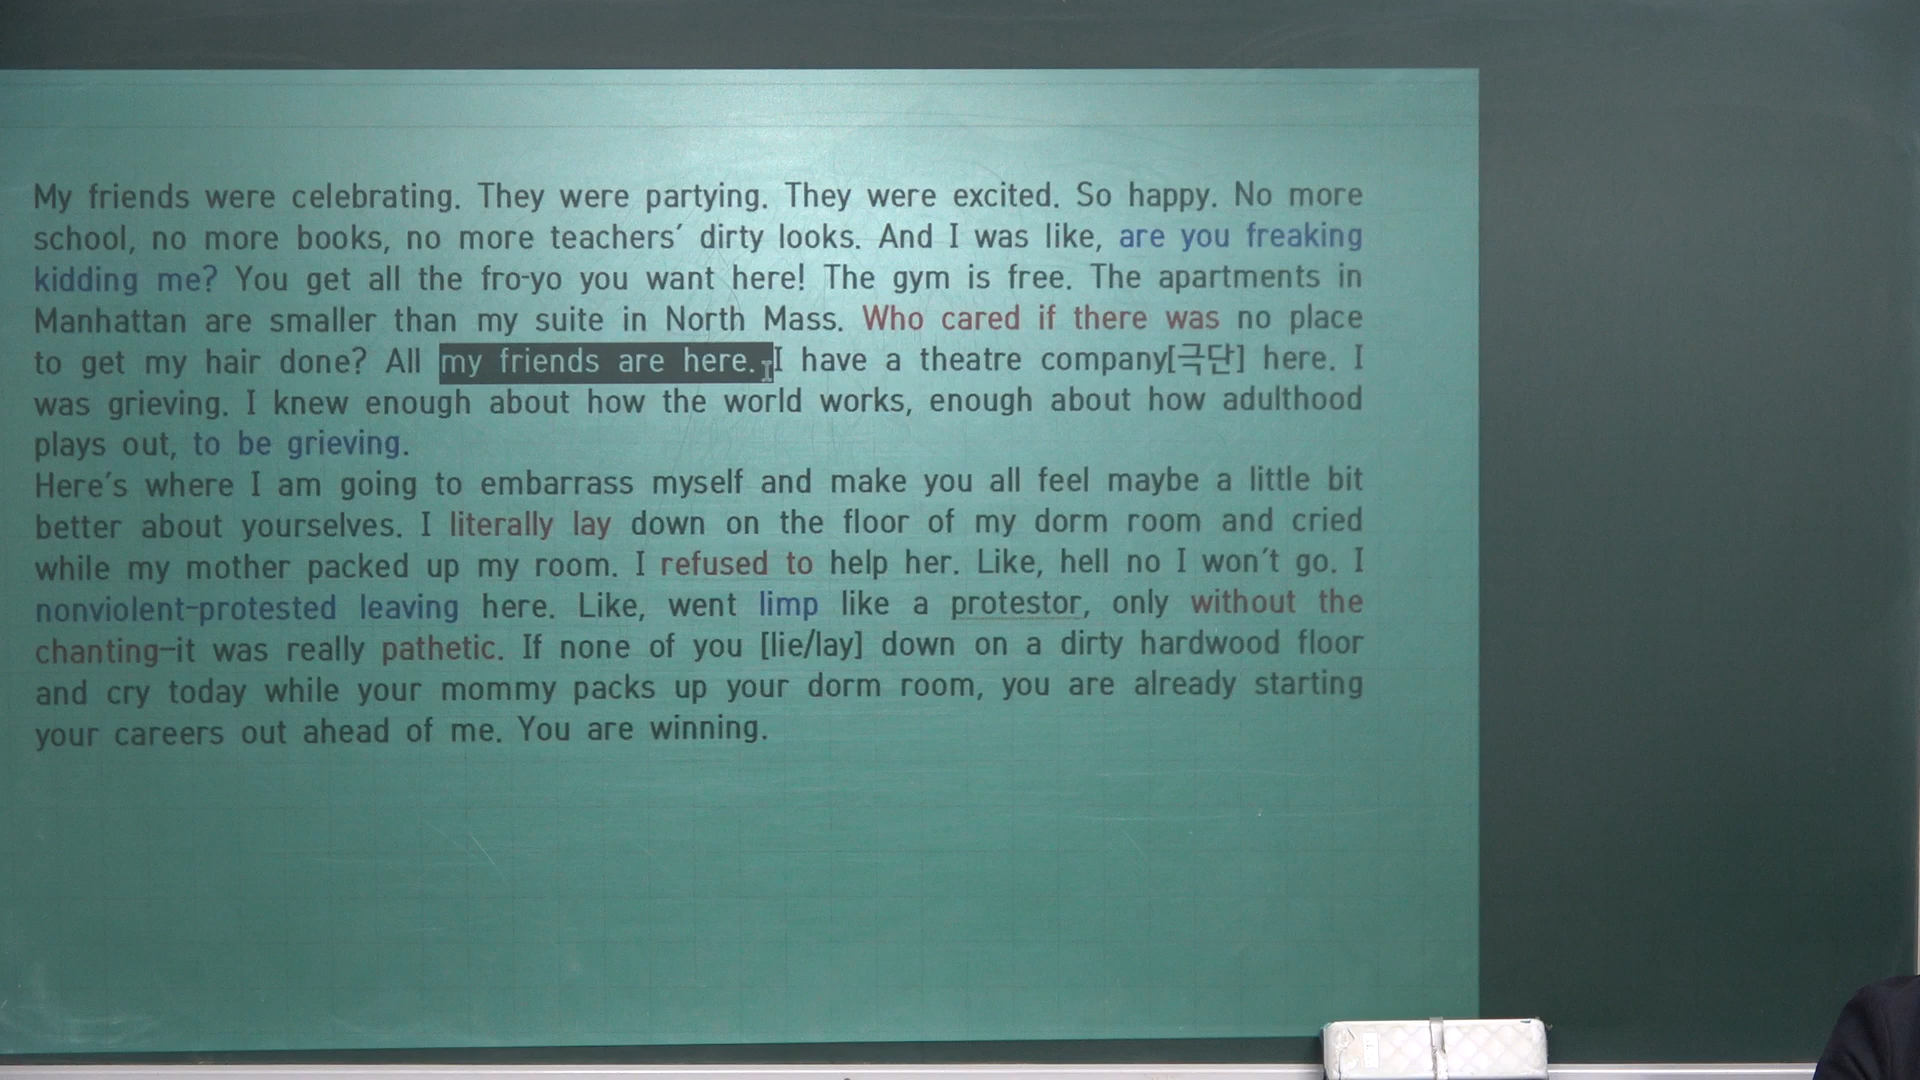 My friends were celebrating. They were partying. They were excited. So happy. No more
school, no more books, no more teachers' dirty looks. And I was like, are you freaking
kidding me? You get all the fro-yo you want here! The gym is free. The apartments in
Manhattan are smaller than my suite in North Mass. Who cared if there was no place
to get my hair done? All my friends are here. I have a theatre company[극단] here. I
was grieving. I knew enough about how the world works, enough about how adulthood
plays out, to be grieving.
Here's where I am going to embarrass myself and make you all feel maybe a little bit
better about yourselves. I literally lay down on the floor of my dorm room and cried
while my mother packed up my room. I refused to help her. Like, hell no I won't go. I
nonviolent-protested leaving here. Like, went limp like a protestor, only without the
chanting—it was really pathetic. If none of you [lie/lay] down on a dirty hardwood floor
and cry today while your mommy packs up your dorm room, you are already starting
your careers out ahead of me. You are winning.